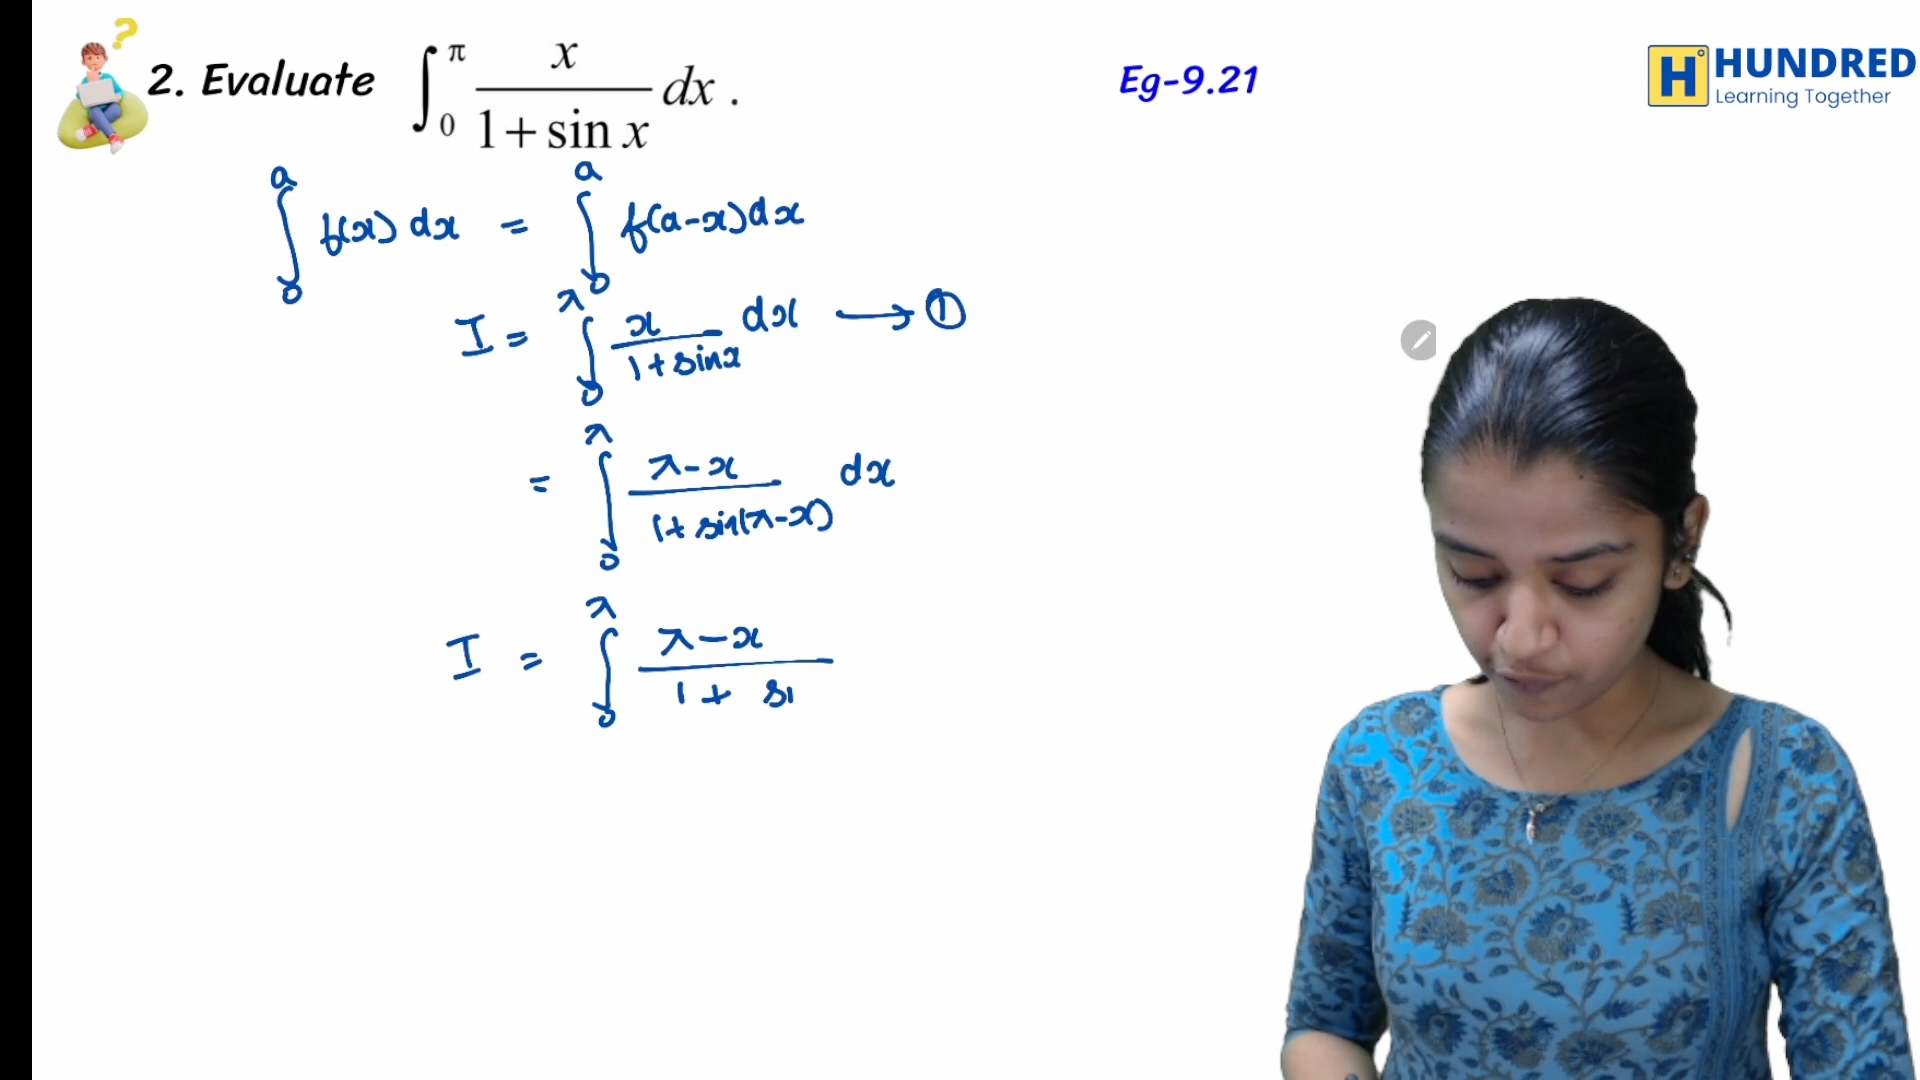 2. Evaluate ∫₀^π x/(1 + sin x) dx .
Eg-9.21
H HUNDRED
Learning Together
∫₀^a f(x) dx = ∫₀^a f(a-x) dx
I = ∫₀^π x/(1 + sin x) dx → ①
= ∫₀^π (π-x)/(1 + sin(π-x)) dx
I = ∫₀^π (π-x)/(1 + si